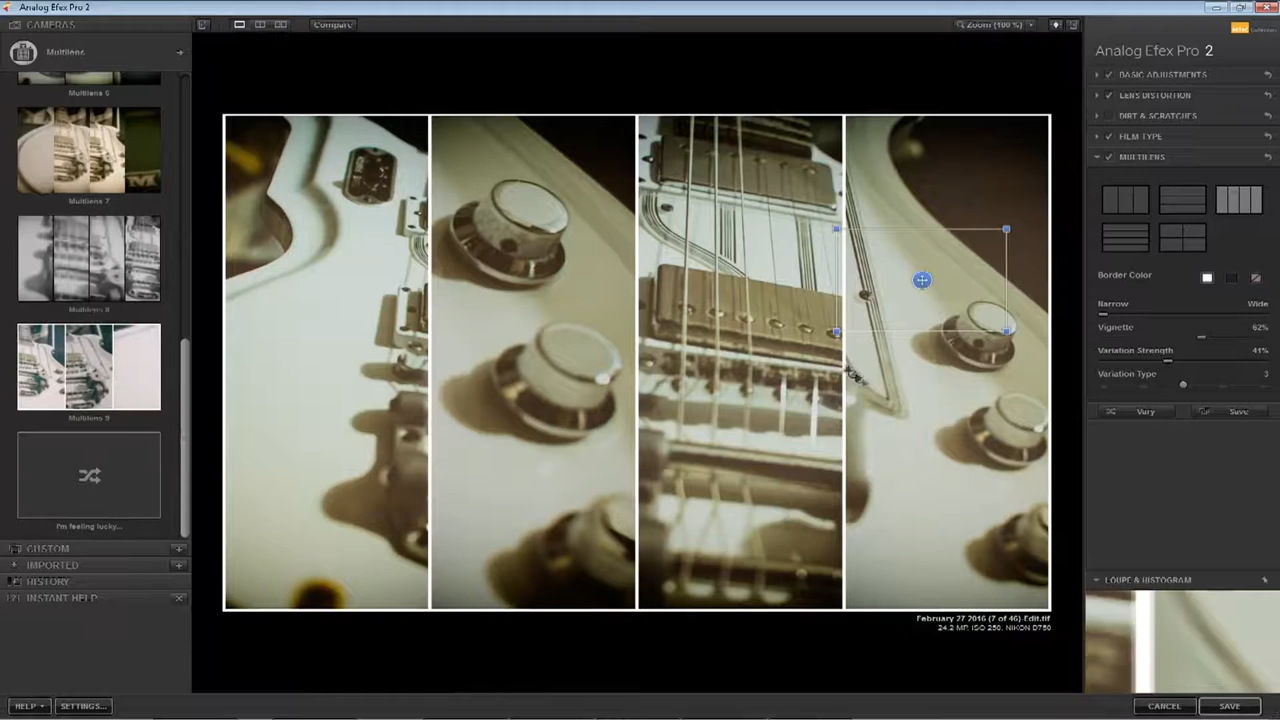 Analog Efex Pro 2
CAMERAS
Multilens
Multilens 6
Multilens 7
Multilens 8
Multilens 9
I'm feeling lucky...
CUSTOM
IMPORTED
HISTORY
INSTANT HELP
HELP
SETTINGS...
Compare
Zoom (100 %)
February 27 2016 (7 of 46)-Edit.tif
24.2 MP, ISO 250, NIKON D750
Analog Efex Pro 2
BASIC ADJUSTMENTS
LENS DISTORTION
DIRT & SCRATCHES
FILM TYPE
MULTILENS
Border Color
Narrow Wide
Vignette 62%
Variation Strength 41%
Variation Type 3
Vary Save
LOUPE & HISTOGRAM
CANCEL SAVE